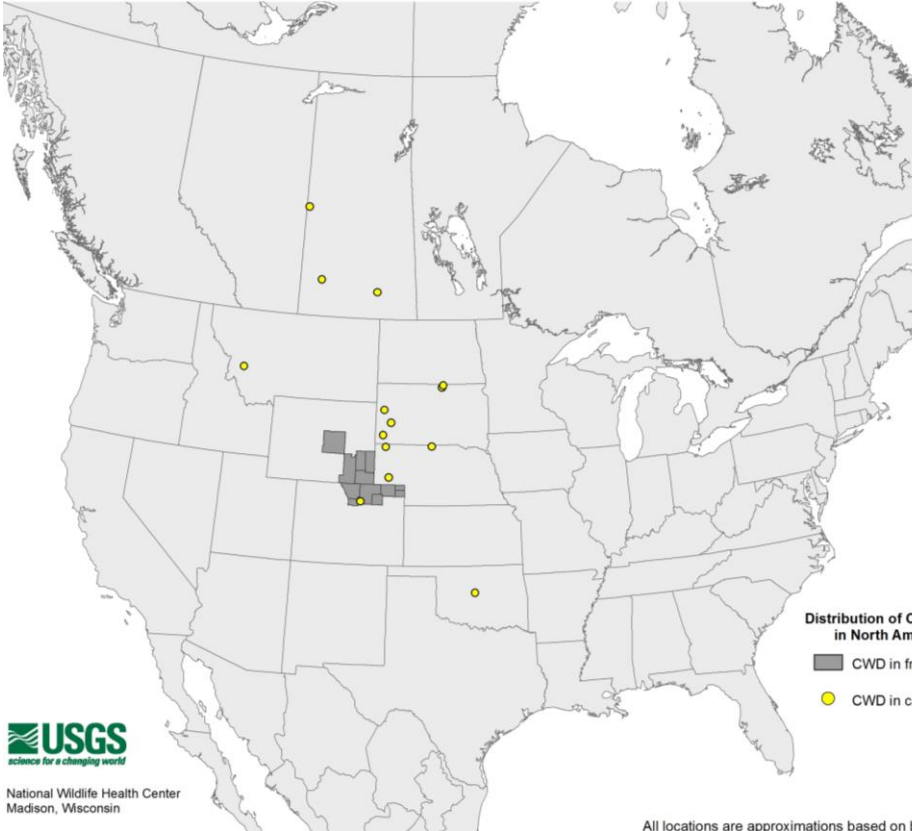 Distribution of C
in North Am
CWD in fr
CWD in c
USGS
science for a changing world
National Wildlife Health Center
Madison, Wisconsin
All locations are approximations based on